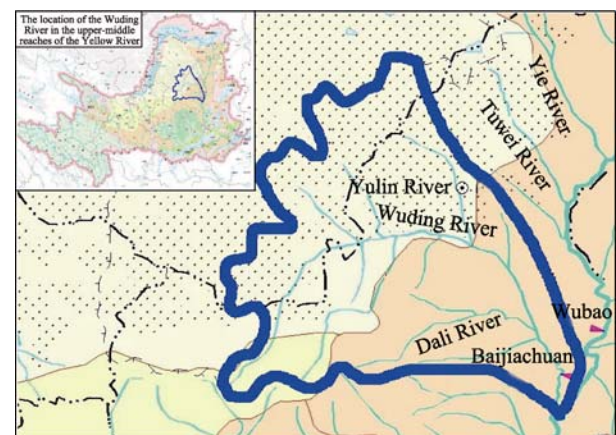 The location of the Wuding
River in the upper-middle
reaches of the Yellow River
Yie River
Tuwei River
Yulin River
Wuding River
Wubao
Dali River
Baijiachuan